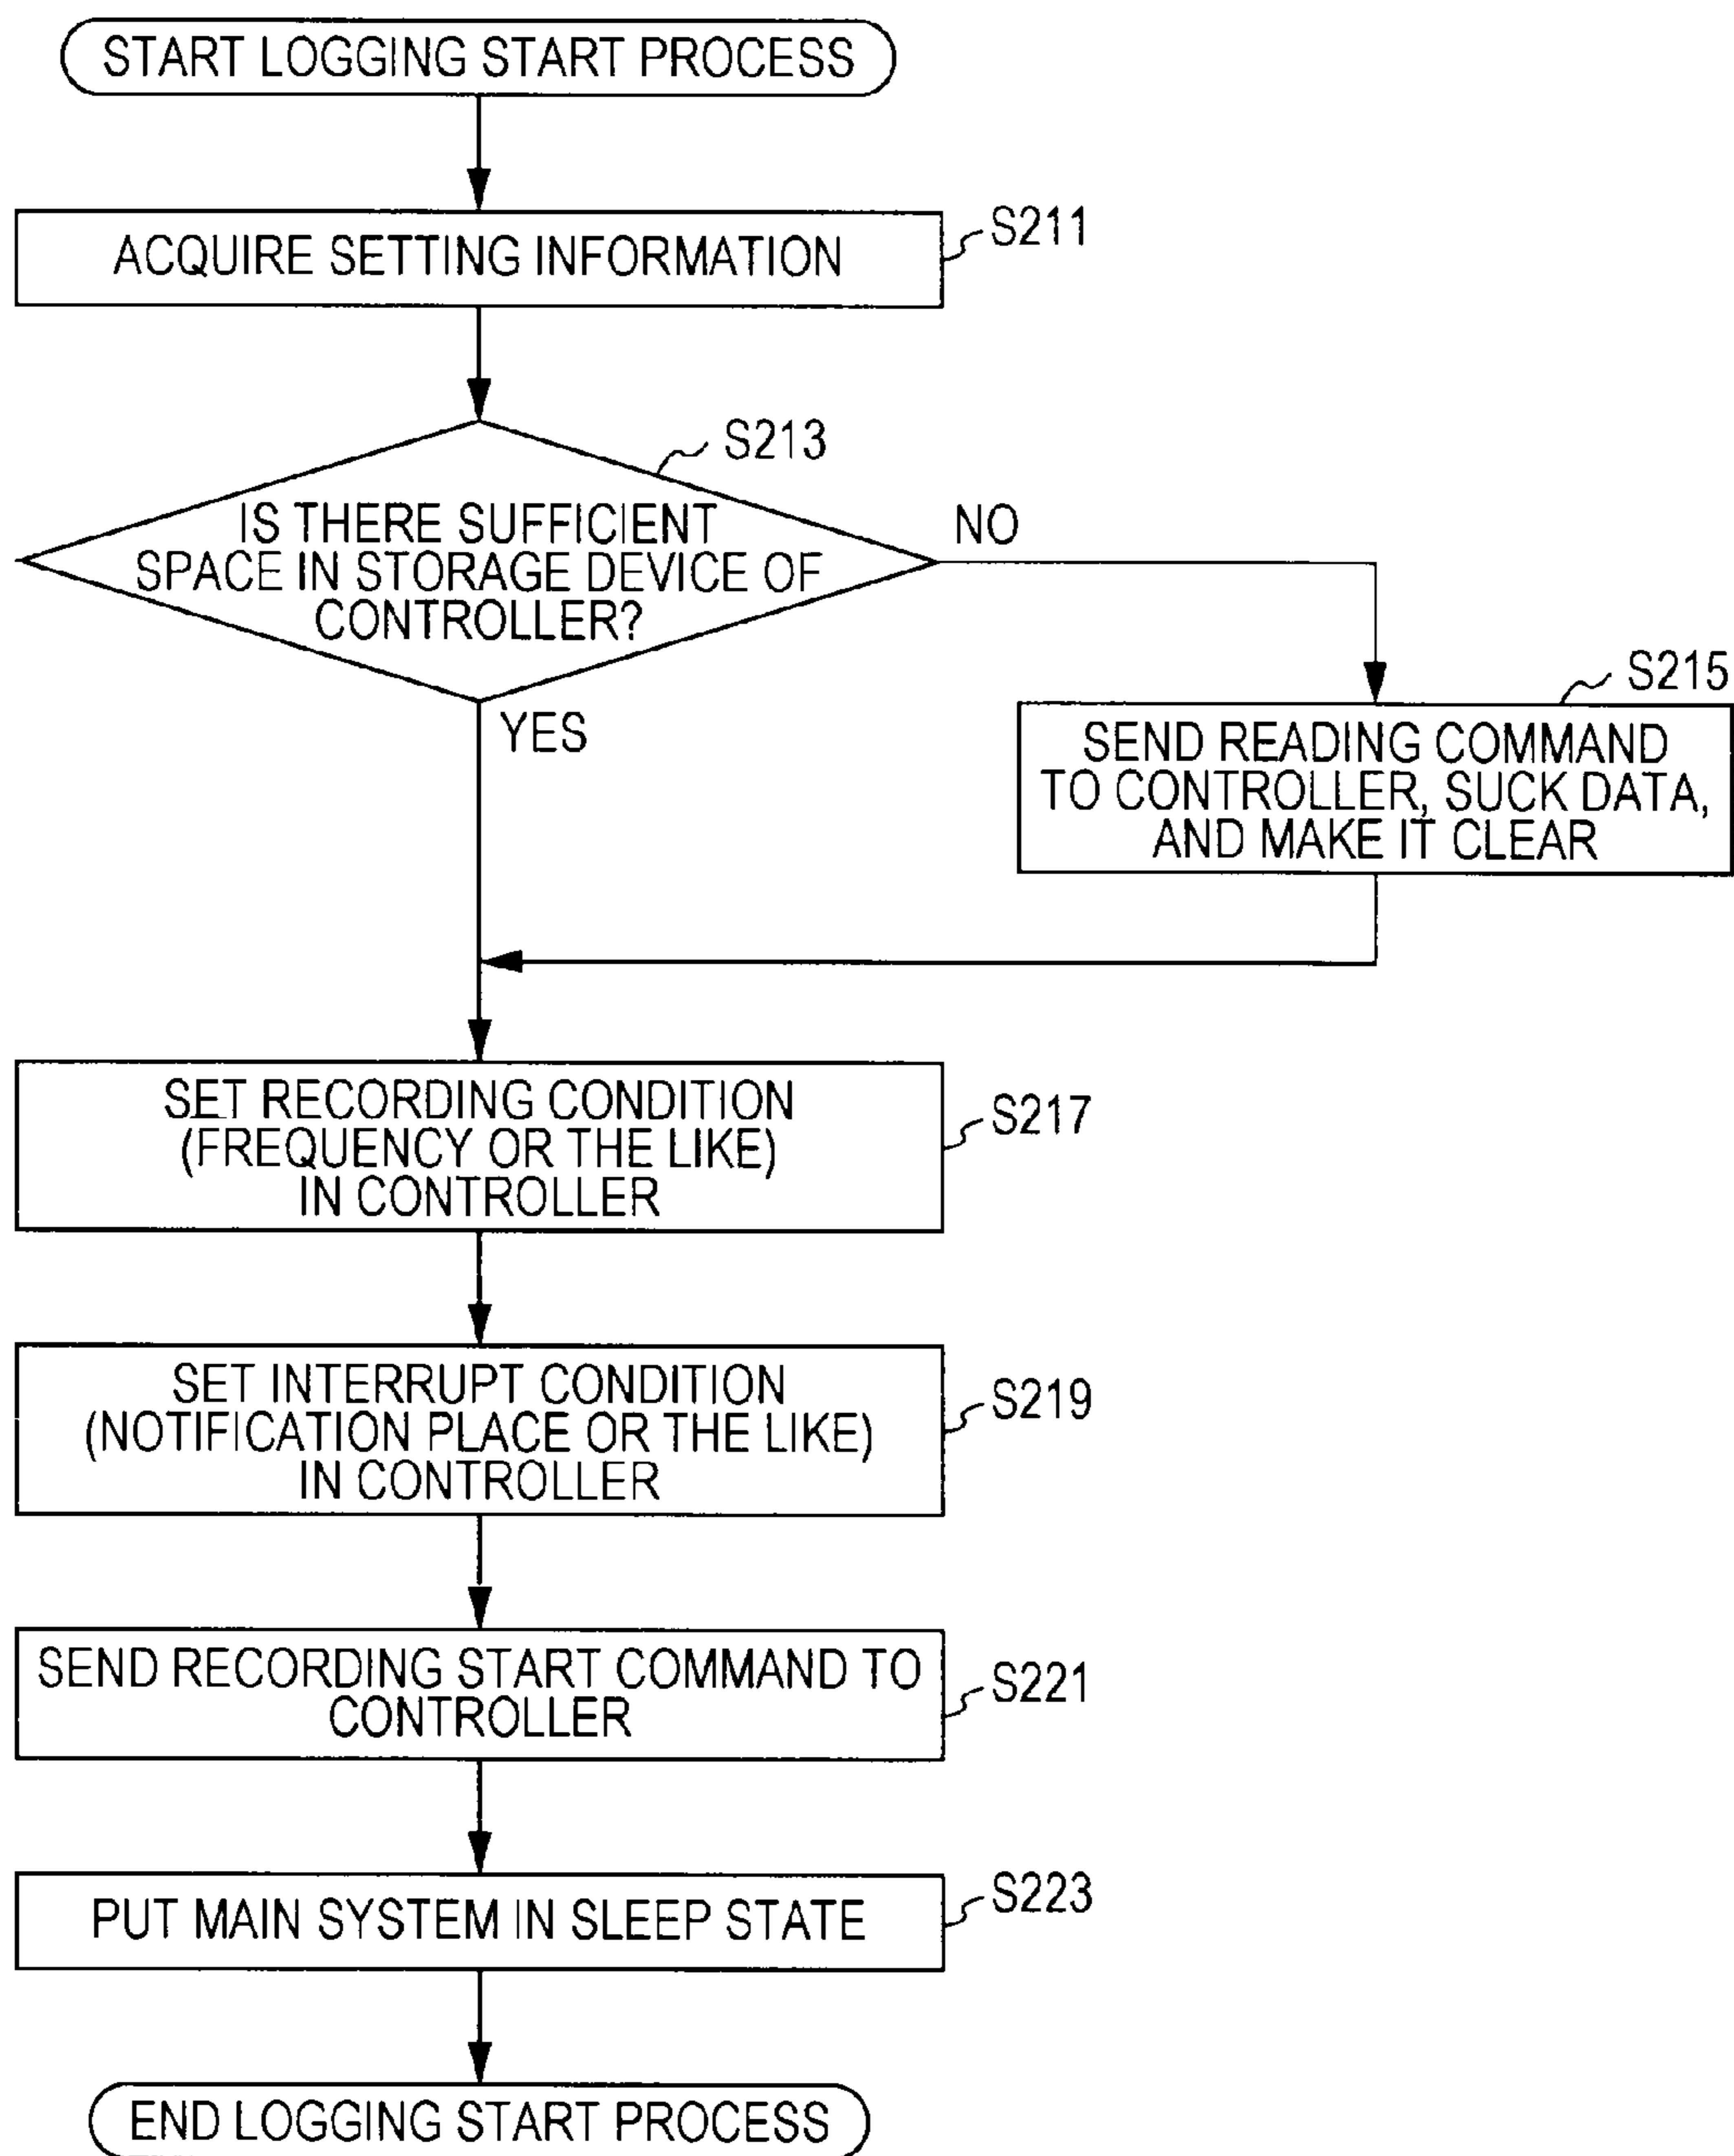 START LOGGING START PROCESS
ACQUIRE SETTING INFORMATION
S211
S213
IS THERE SUFFICIENT
SPACE IN STORAGE DEVICE OF
CONTROLLER?
NO
YES
S215
SEND READING COMMAND
TO CONTROLLER, SUCK DATA,
AND MAKE IT CLEAR
SET RECORDING CONDITION
(FREQUENCY OR THE LIKE)
IN CONTROLLER
S217
SET INTERRUPT CONDITION
(NOTIFICATION PLACE OR THE LIKE)
IN CONTROLLER
S219
SEND RECORDING START COMMAND TO
CONTROLLER
S221
PUT MAIN SYSTEM IN SLEEP STATE
S223
END LOGGING START PROCESS